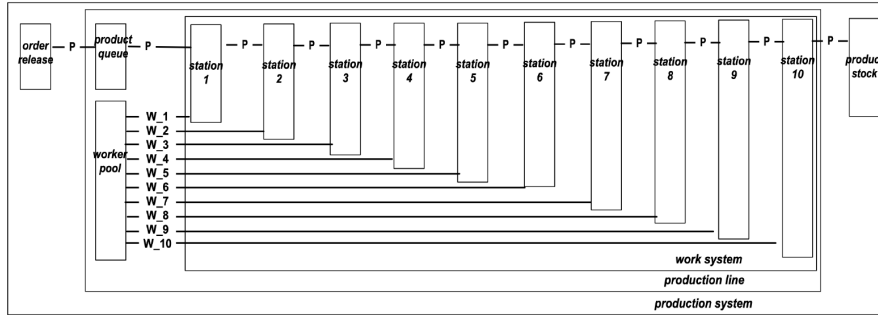 order
release
P
product
queue
P
station
1
P
station
2
P
station
3
P
station
4
P
station
5
P
station
6
P
station
7
P
station
8
P
station
9
P
station
10
P
product
stock
worker
pool
W_1
W_2
W_3
W_4
W_5
W_6
W_7
W_8
W_9
W_10
work system
production line
production system